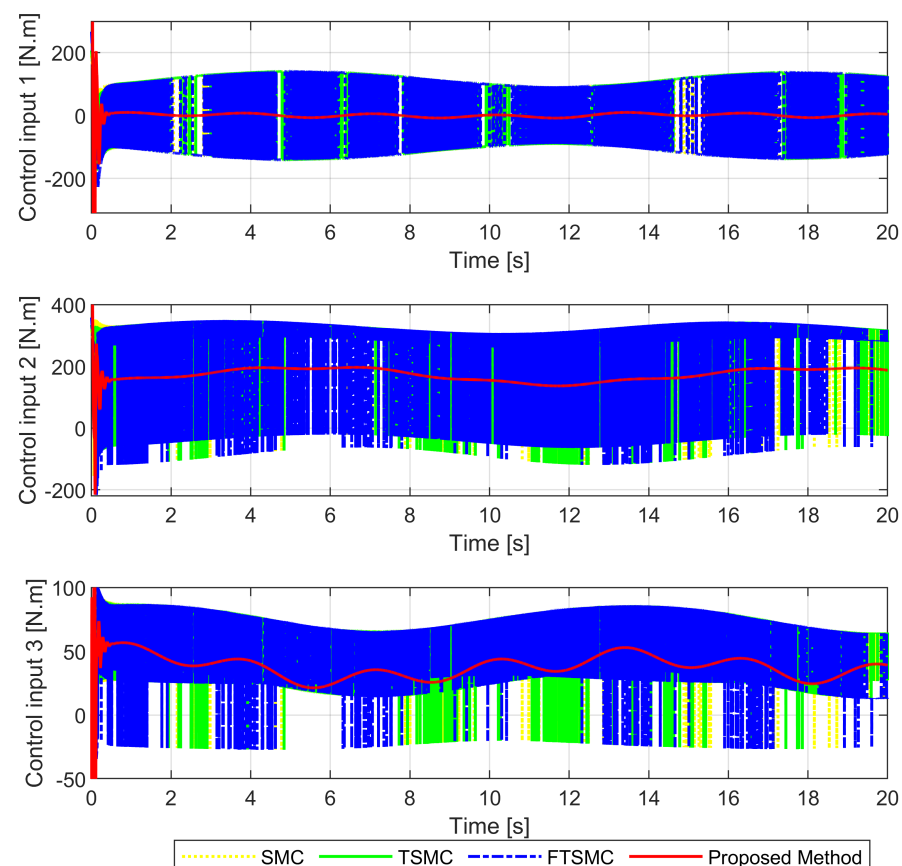 Control input 1 [N.m]
200
0
-200
0 2 4 6 8 10 12 14 16 18 20
Time [s]
Control input 2 [N.m]
400
200
0
-200
0 2 4 6 8 10 12 14 16 18 20
Time [s]
Control input 3 [N.m]
100
50
0
-50
0 2 4 6 8 10 12 14 16 18 20
Time [s]
SMC TSMC FTSMC Proposed Method